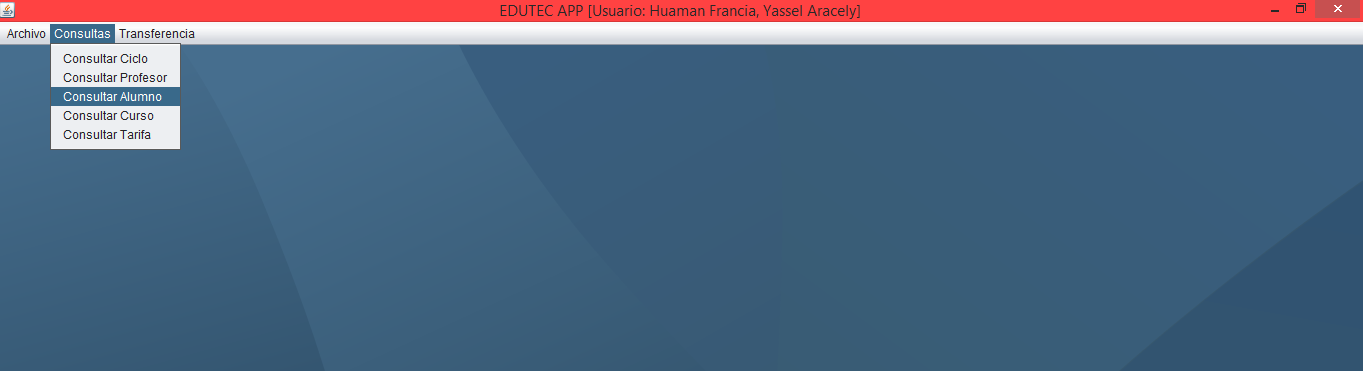 EDUTEC APP [Usuario: Huaman Francia, Yassel Aracely]
Archivo Consultas Transferencia
Consultar Ciclo
Consultar Profesor
Consultar Alumno
Consultar Curso
Consultar Tarifa